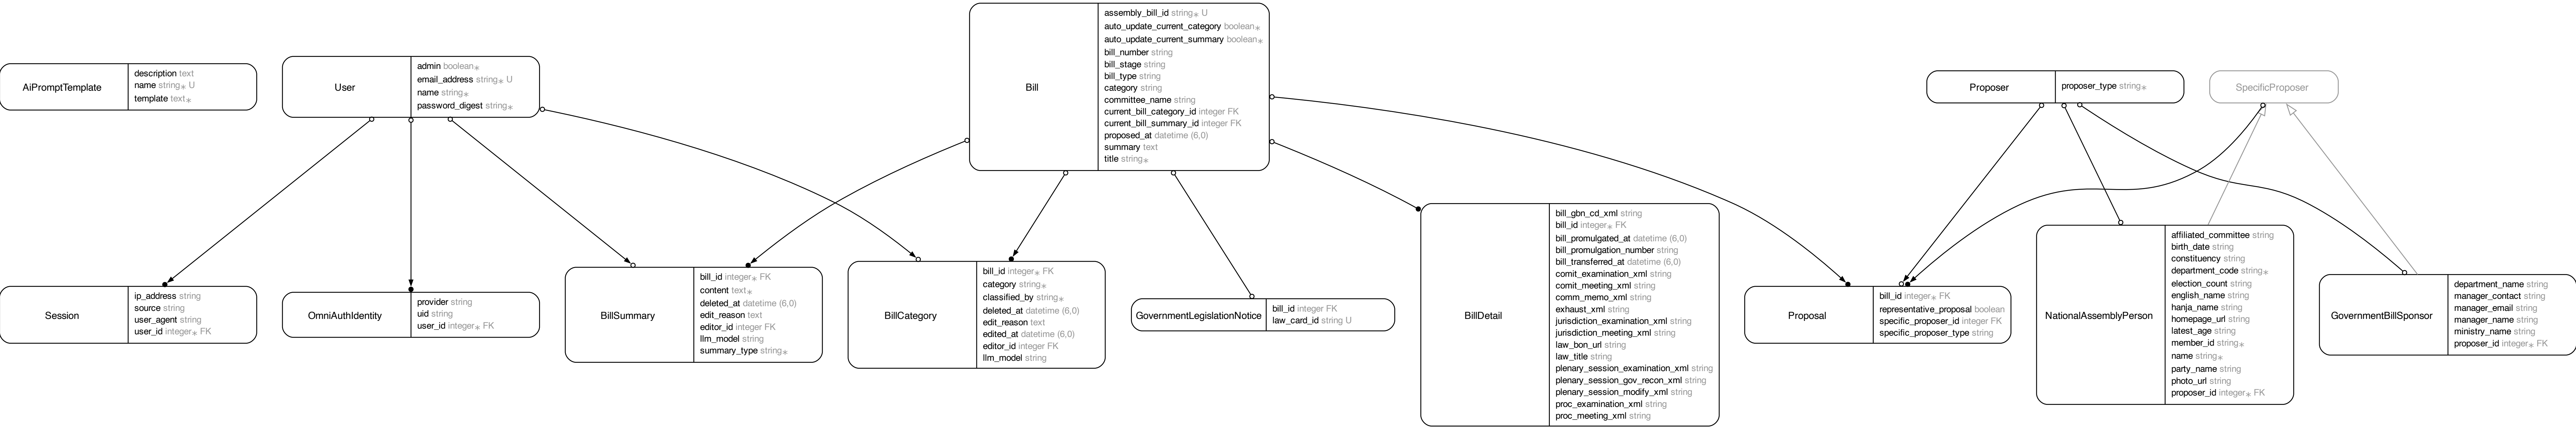 AiPromptTemplate
description text
name string∗ U
template text∗
User
admin boolean∗
email_address string∗ U
name string∗
password_digest string∗
Bill
assembly_bill_id string∗ U
auto_update_current_category boolean∗
auto_update_current_summary boolean∗
bill_number string
bill_stage string
bill_type string
category string
committee_name string
current_bill_category_id integer FK
current_bill_summary_id integer FK
proposed_at datetime (6,0)
summary text
title string∗
Proposer
proposer_type string∗
SpecificProposer
Session
ip_address string
source string
user_agent string
user_id integer∗ FK
OmniAuthIdentity
provider string
uid string
user_id integer∗ FK
BillSummary
bill_id integer∗ FK
content text∗
deleted_at datetime (6,0)
edit_reason text
editor_id integer FK
llm_model string
summary_type string∗
BillCategory
bill_id integer∗ FK
category string∗
classified_by string∗
deleted_at datetime (6,0)
edit_reason text
edited_at datetime (6,0)
editor_id integer FK
llm_model string
GovernmentLegislationNotice
bill_id integer FK
law_card_id string U
BillDetail
bill_gbn_cd_xml string
bill_id integer∗ FK
bill_promulgated_at datetime (6,0)
bill_promulgation_number string
bill_transferred_at datetime (6,0)
comit_examination_xml string
comit_meeting_xml string
comm_memo_xml string
exhaust_xml string
jurisdiction_examination_xml string
jurisdiction_meeting_xml string
law_bon_url string
law_title string
plenary_session_examination_xml string
plenary_session_gov_recon_xml string
plenary_session_modify_xml string
proc_examination_xml string
proc_meeting_xml string
Proposal
bill_id integer∗ FK
representative_proposal boolean
specific_proposer_id integer FK
specific_proposer_type string
NationalAssemblyPerson
affiliated_committee string
birth_date string
constituency string
department_code string∗
election_count string
english_name string
hanja_name string
homepage_url string
latest_age string
member_id string∗
name string∗
party_name string
photo_url string
proposer_id integer∗ FK
GovernmentBillSponsor
department_name string
manager_contact string
manager_email string
manager_name string
ministry_name string
proposer_id integer∗ FK